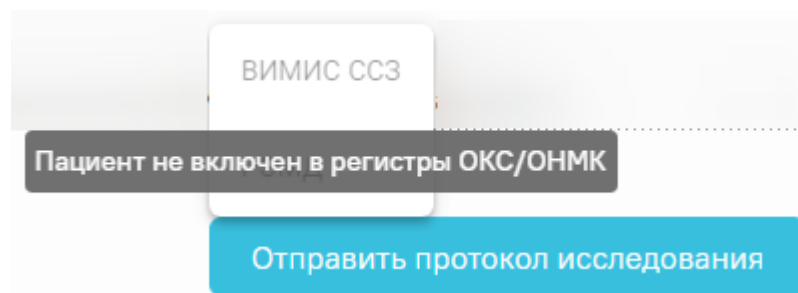 ВИМИС ССЗ
Пациент не включен в регистры ОКС/ОНМК
Отправить протокол исследования